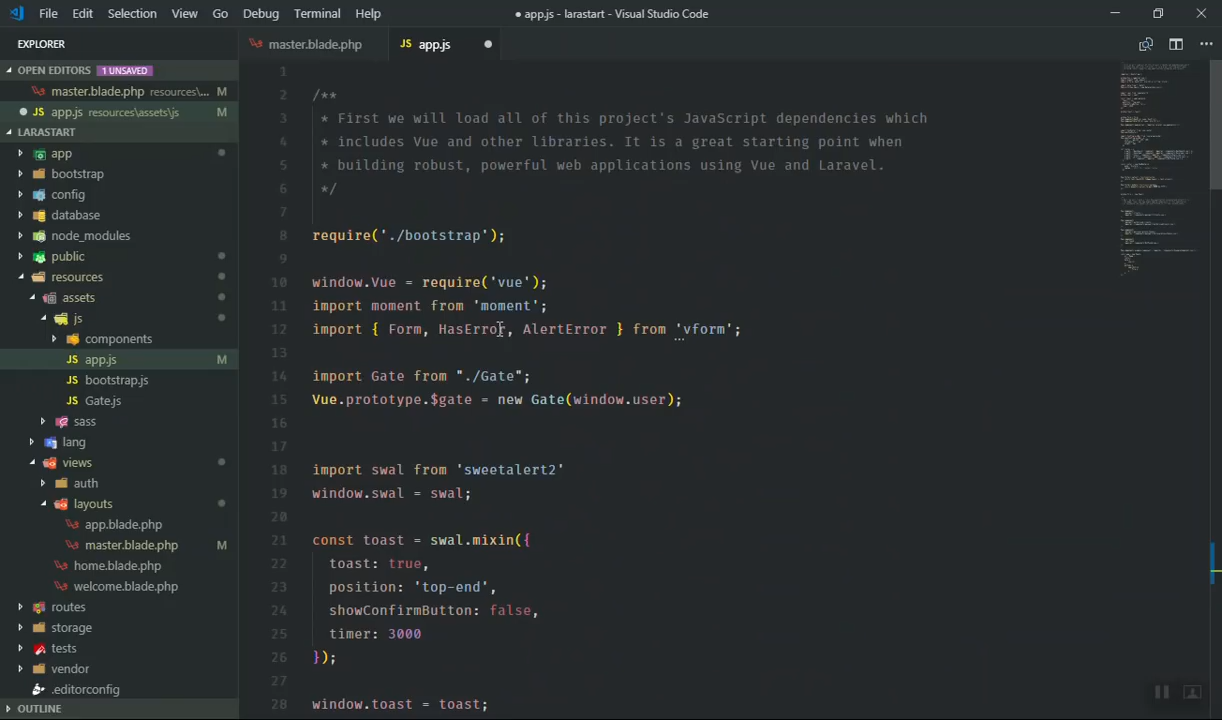 File Edit Selection View Go Debug Terminal Help
● app.js - larastart - Visual Studio Code
EXPLORER
OPEN EDITORS 1 UNSAVED
master.blade.php resources\... M
app.js resources\assets\js M
LARASTART
app
bootstrap
config
database
node_modules
public
resources
assets
js
components
JS app.js
JS bootstrap.js
JS Gate.js
sass
lang
views
auth
layouts
app.blade.php
master.blade.php M
home.blade.php
welcome.blade.php
routes
storage
tests
vendor
.editorconfig
OUTLINE
master.blade.php
JS app.js
1
2 /**
3 * First we will load all of this project's JavaScript dependencies which
4 * includes Vue and other libraries. It is a great starting point when
5 * building robust, powerful web applications using Vue and Laravel.
6 */
7
8 require('./bootstrap');
9
10 window.Vue = require('vue');
11 import moment from 'moment';
12 import { Form, HasError, AlertError } from 'vform';
13
14 import Gate from "./Gate";
15 Vue.prototype.$gate = new Gate(window.user);
16
17
18 import swal from 'sweetalert2'
19 window.swal = swal;
20
21 const toast = swal.mixin({
22 toast: true,
23 position: 'top-end',
24 showConfirmButton: false,
25 timer: 3000
26 });
27
28 window.toast = toast;